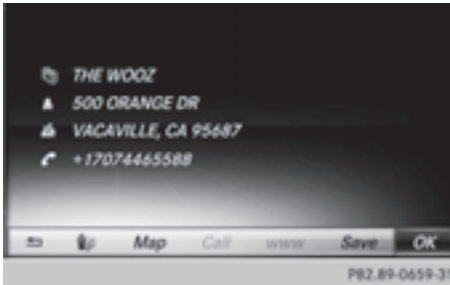 THE WOOZ
500 ORANGE DR
VACAVILLE, CA 95687
+17074465588
Map Call www Save OK
P82.89-0659-31